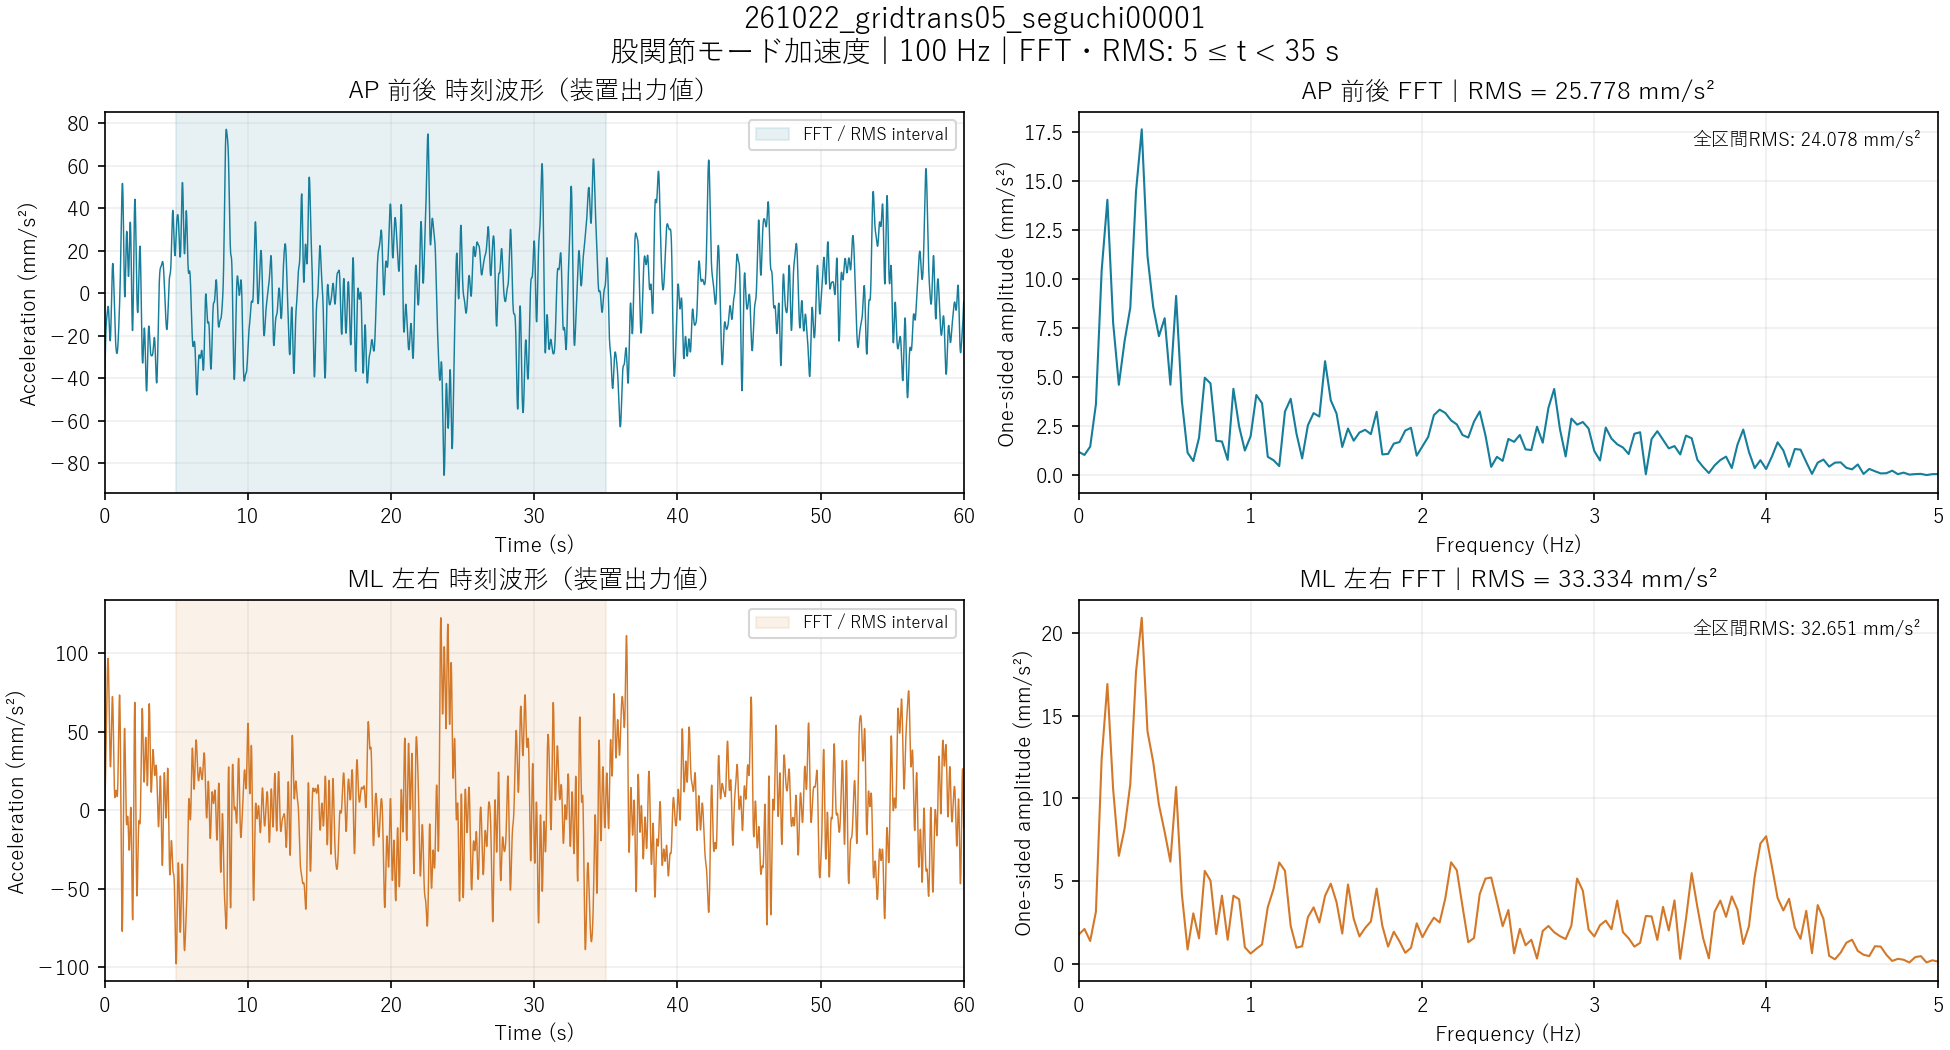 261022_gridtrans05_seguchi00001
股関節モード加速度 | 100 Hz | FFT・RMS: 5 ≤ t < 35 s
AP 前後 時刻波形（装置出力値）
FFT / RMS interval
Acceleration (mm/s²)
80
60
40
20
0
−20
−40
−60
−80
0 10 20 30 40 50 60
Time (s)
AP 前後 FFT | RMS = 25.778 mm/s²
全区間RMS: 24.078 mm/s²
One-sided amplitude (mm/s²)
17.5
15.0
12.5
10.0
7.5
5.0
2.5
0.0
0 1 2 3 4 5
Frequency (Hz)
ML 左右 時刻波形（装置出力値）
FFT / RMS interval
Acceleration (mm/s²)
100
50
0
−50
−100
0 10 20 30 40 50 60
Time (s)
ML 左右 FFT | RMS = 33.334 mm/s²
全区間RMS: 32.651 mm/s²
One-sided amplitude (mm/s²)
20
15
10
5
0
0 1 2 3 4 5
Frequency (Hz)